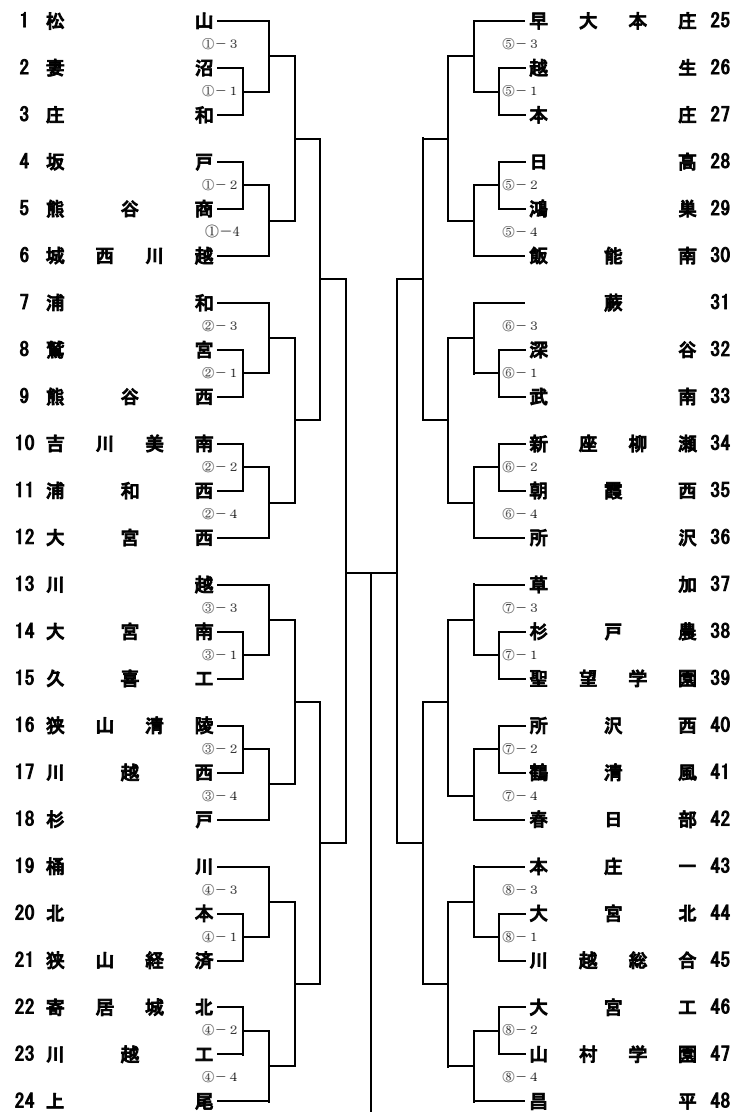 1 松山
①－3
2 妻沼
①－1
3 庄和
4 坂戸
①－2
5 熊谷商
①－4
6 城西川越
7 浦和
②－3
8 鷲宮
②－1
9 熊谷西
10 吉川美南
②－2
11 浦和西
②－4
12 大宮西
13 川越
③－3
14 大宮南
③－1
15 久喜工
16 狭山清陵
③－2
17 川越西
③－4
18 杉戸
19 桶川
④－3
20 北本
④－1
21 狭山経済
22 寄居城北
④－2
23 川越工
④－4
24 上尾
早大本庄 25
⑤－3
越生 26
⑤－1
本庄 27
日高 28
⑤－2
鴻巣 29
⑤－4
飯能南 30
蕨 31
⑥－3
深谷 32
⑥－1
武南 33
新座柳瀬 34
⑥－2
朝霞西 35
⑥－4
所沢 36
草加 37
⑦－3
杉戸農 38
⑦－1
聖望学園 39
所沢西 40
⑦－2
鶴清風 41
⑦－4
春日部 42
本庄一 43
⑧－3
大宮北 44
⑧－1
川越総合 45
大宮工 46
⑧－2
山村学園 47
⑧－4
昌平 48